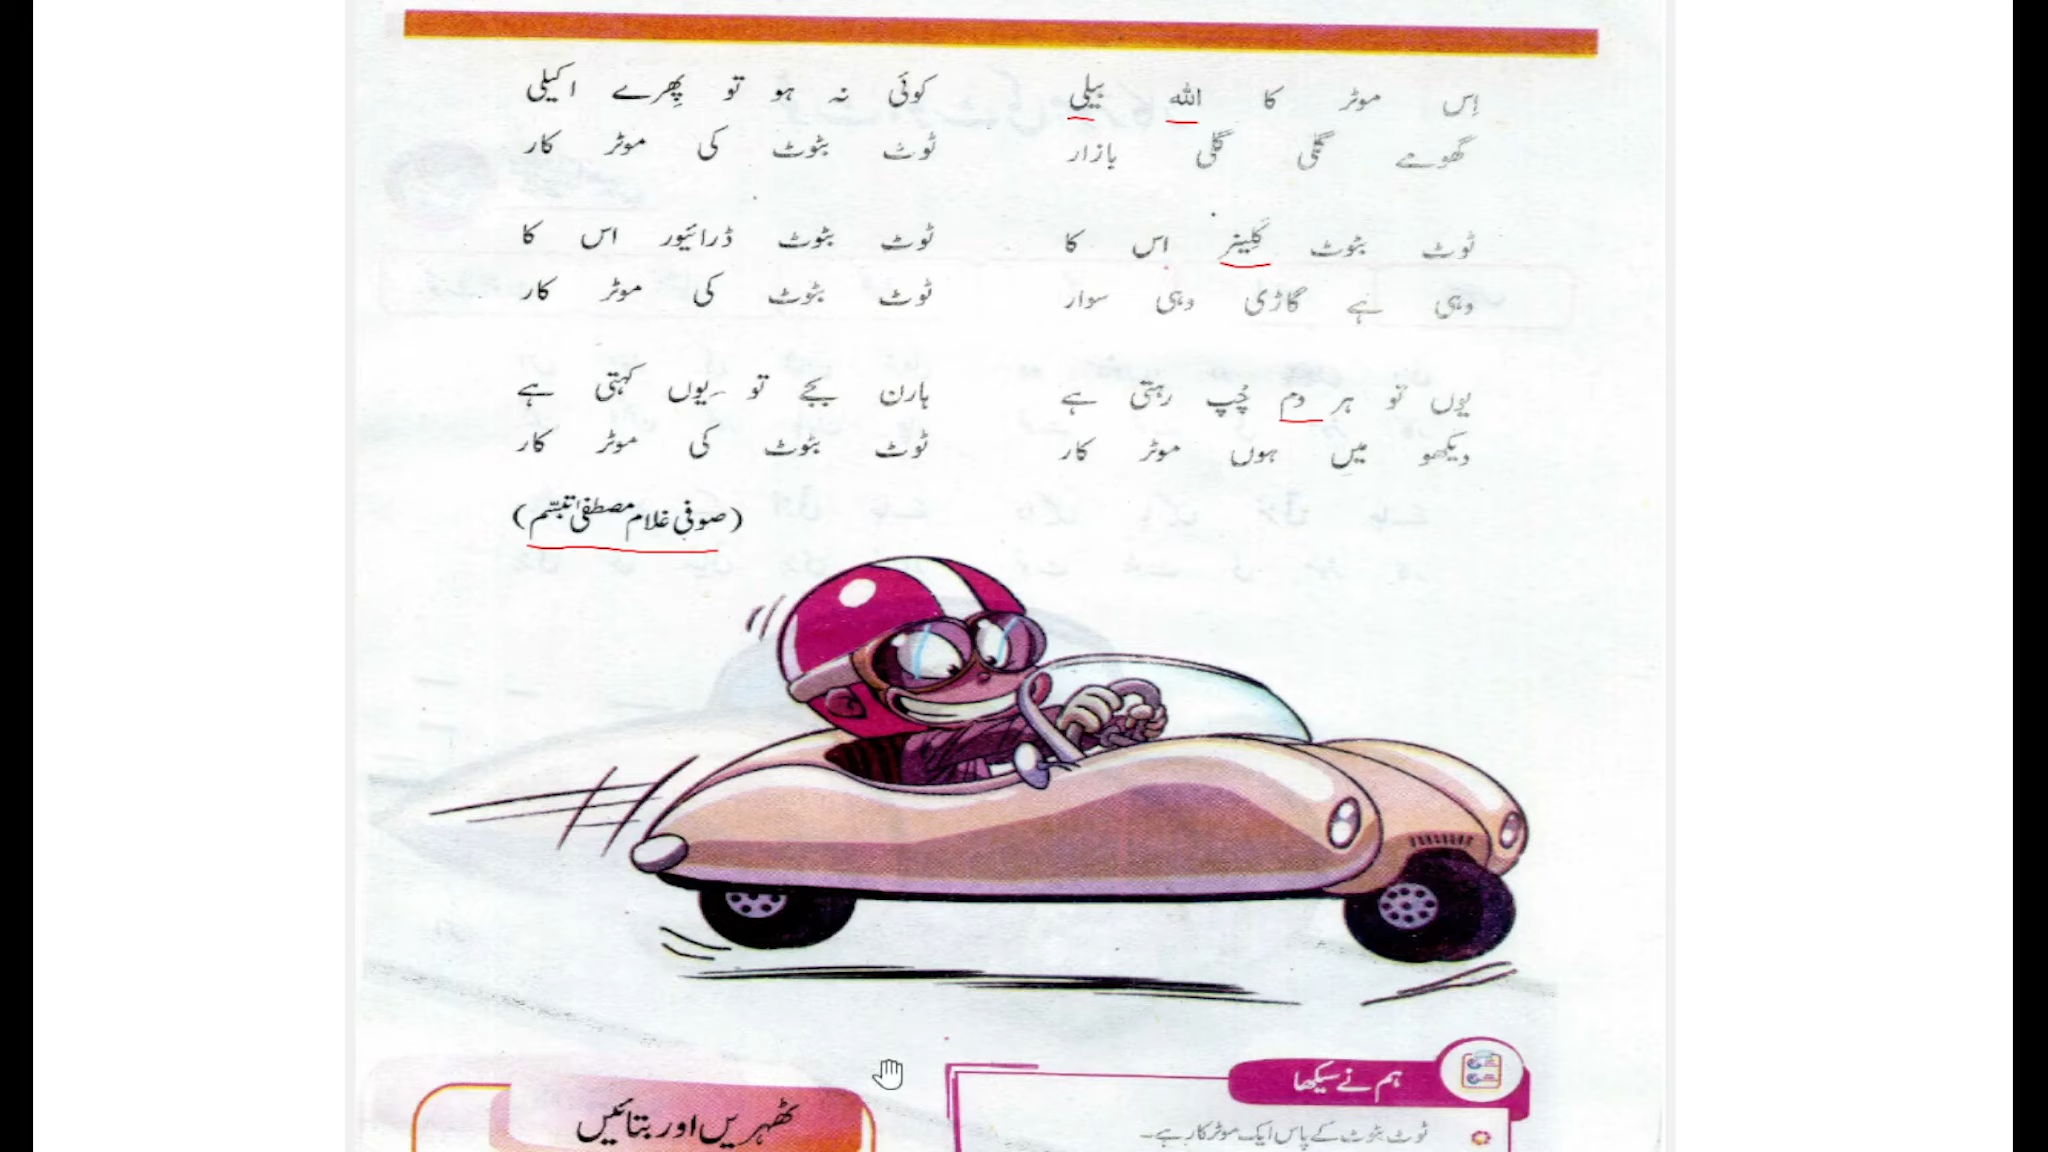 اِس موٹر کا اللہ بیلی کوئی نہ ہو تو پھِرے اکیلی
گھومے گلی گلی بازار ٹوٹ بٹوٹ کی موٹر کار
ٹوٹ بٹوٹ کَلِینر اس کا ٹوٹ بٹوٹ ڈرائیور اس کا
وہی ہے گاڑی وہی سوار ٹوٹ بٹوٹ کی موٹر کار
یوں تو ہر دم چُپ رہتی ہے ہارن بجے تو یوں کہتی ہے
دیکھو میں ہوں موٹر کار ٹوٹ بٹوٹ کی موٹر کار
(صوفی غلام مصطفیٰ تبسّم)
ہم نے سیکھا
ٹوٹ بٹوٹ کے پاس ایک موٹر کار ہے۔
ٹھہریں اور بتائیں